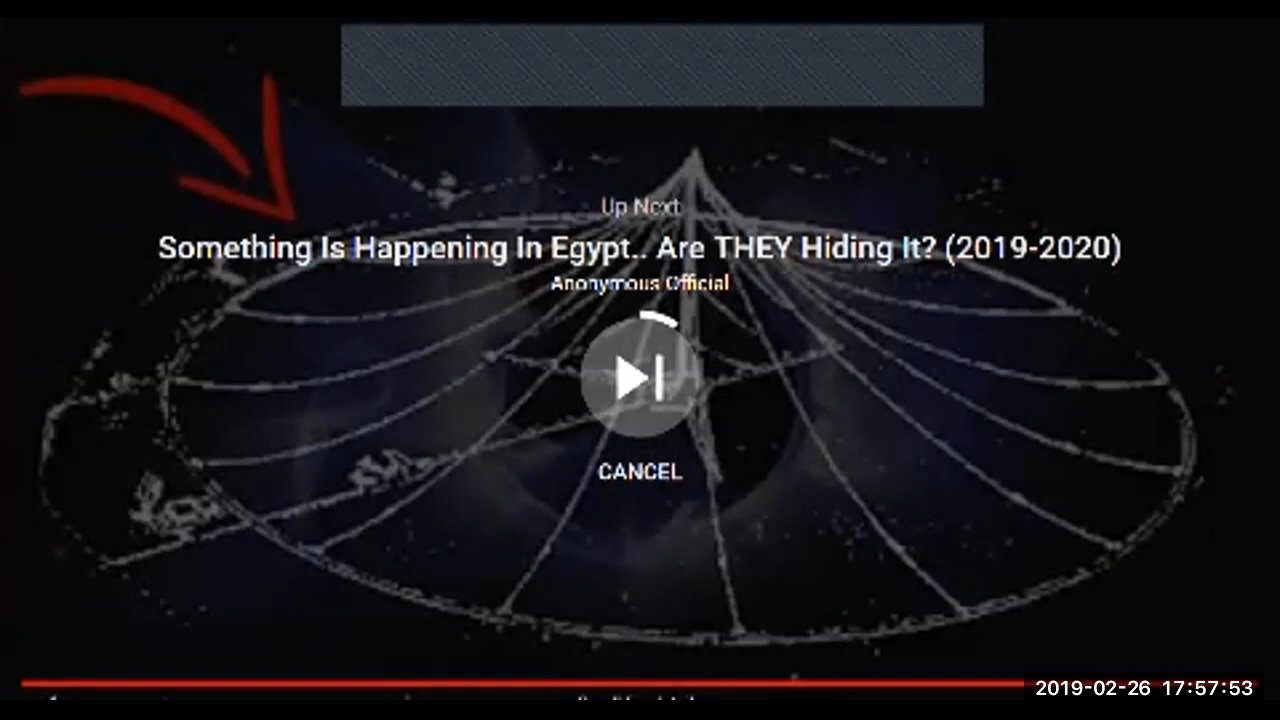 Up Next
Something Is Happening In Egypt.. Are THEY Hiding It? (2019-2020)
Anonymous Official
CANCEL
2019-02-26 17:57:53